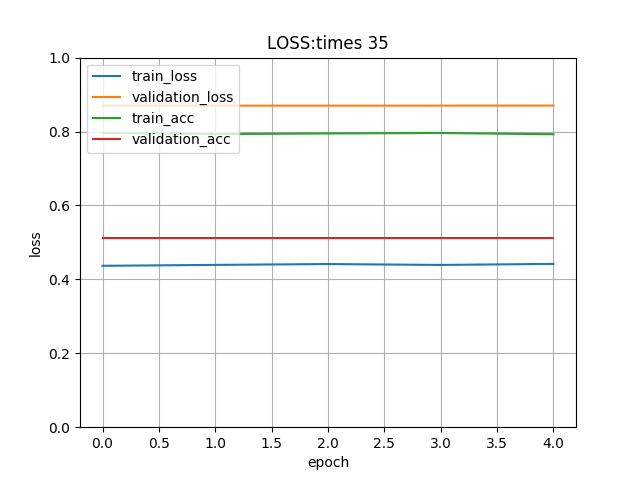 LOSS:times 35
1.0
0.8
0.6
0.4
0.2
0.0
loss
train_loss
validation_loss
train_acc
validation_acc
0.0 0.5 1.0 1.5 2.0 2.5 3.0 3.5 4.0
epoch